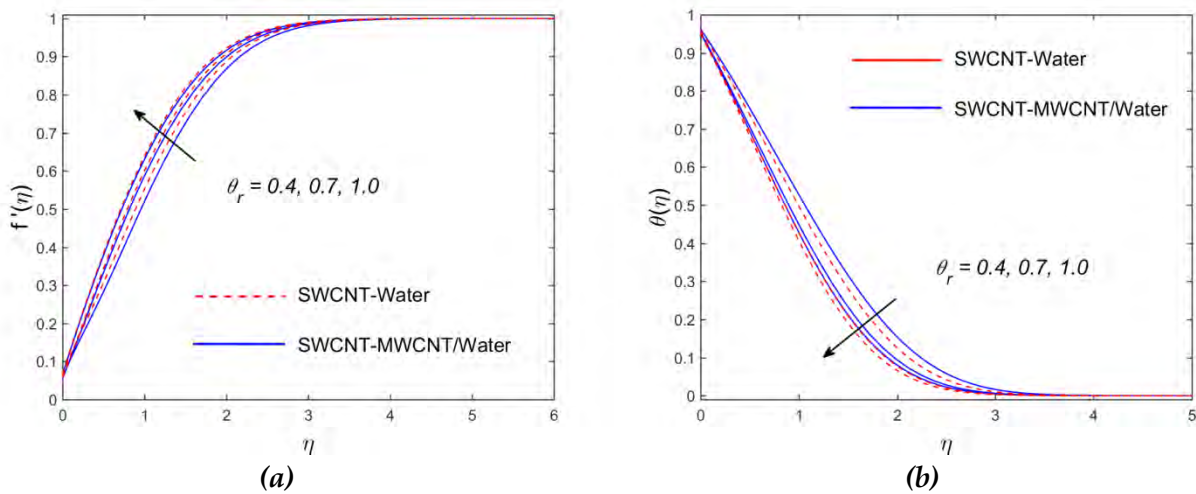 1
0.9
0.8
0.7
0.6
0.5
0.4
0.3
0.2
0.1
0
f '(η)
θr = 0.4, 0.7, 1.0
SWCNT-Water
SWCNT-MWCNT/Water
0 1 2 3 4 5 6
η
(a)
1
0.9
0.8
0.7
0.6
0.5
0.4
0.3
0.2
0.1
0
θ(η)
SWCNT-Water
SWCNT-MWCNT/Water
θr = 0.4, 0.7, 1.0
0 1 2 3 4 5
η
(b)